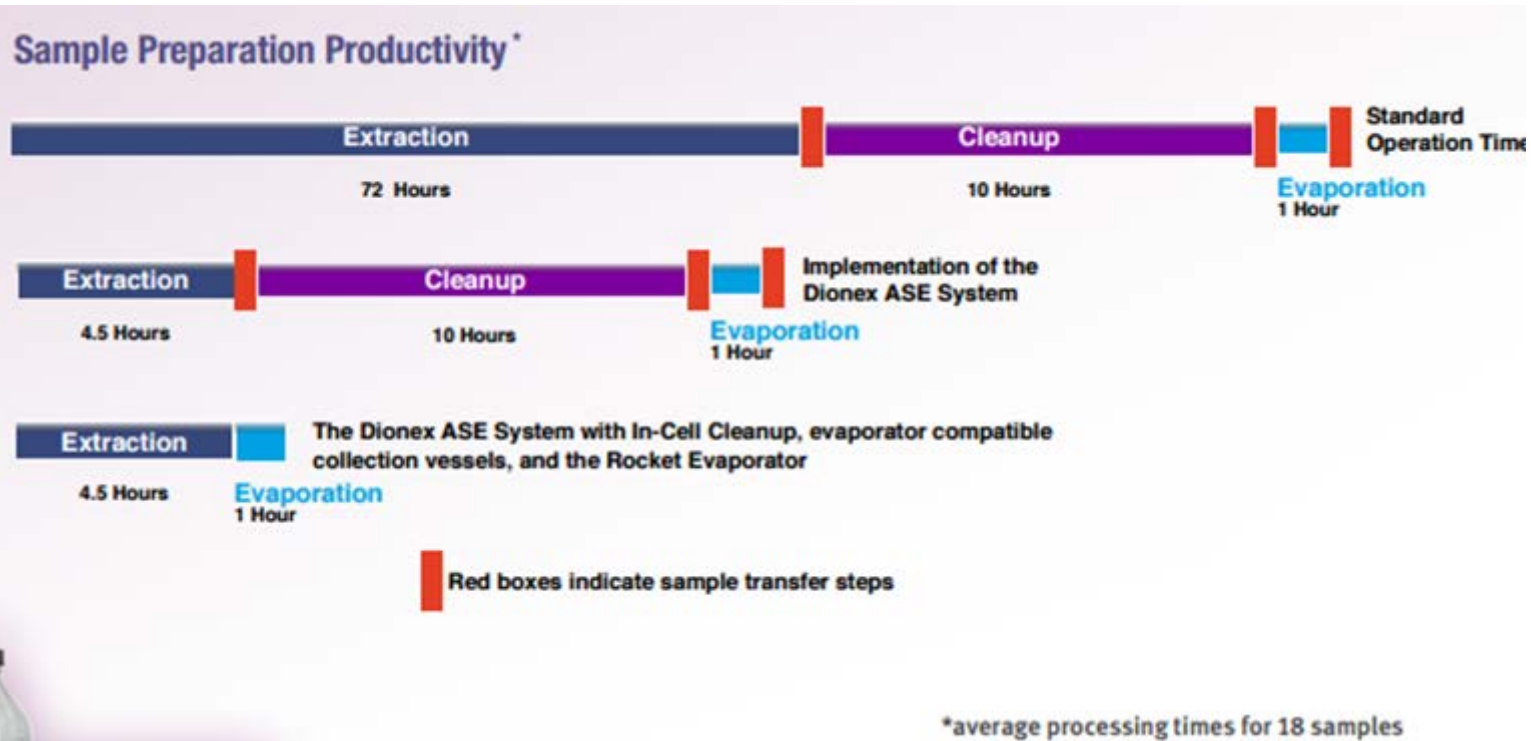 Sample Preparation Productivity*
Extraction
Cleanup
Standard
Operation Time
72 Hours
10 Hours
Evaporation
1 Hour
Extraction
Cleanup
Implementation of the
Dionex ASE System
4.5 Hours
10 Hours
Evaporation
1 Hour
Extraction
The Dionex ASE System with In-Cell Cleanup, evaporator compatible
collection vessels, and the Rocket Evaporator
4.5 Hours
Evaporation
1 Hour
Red boxes indicate sample transfer steps
*average processing times for 18 samples